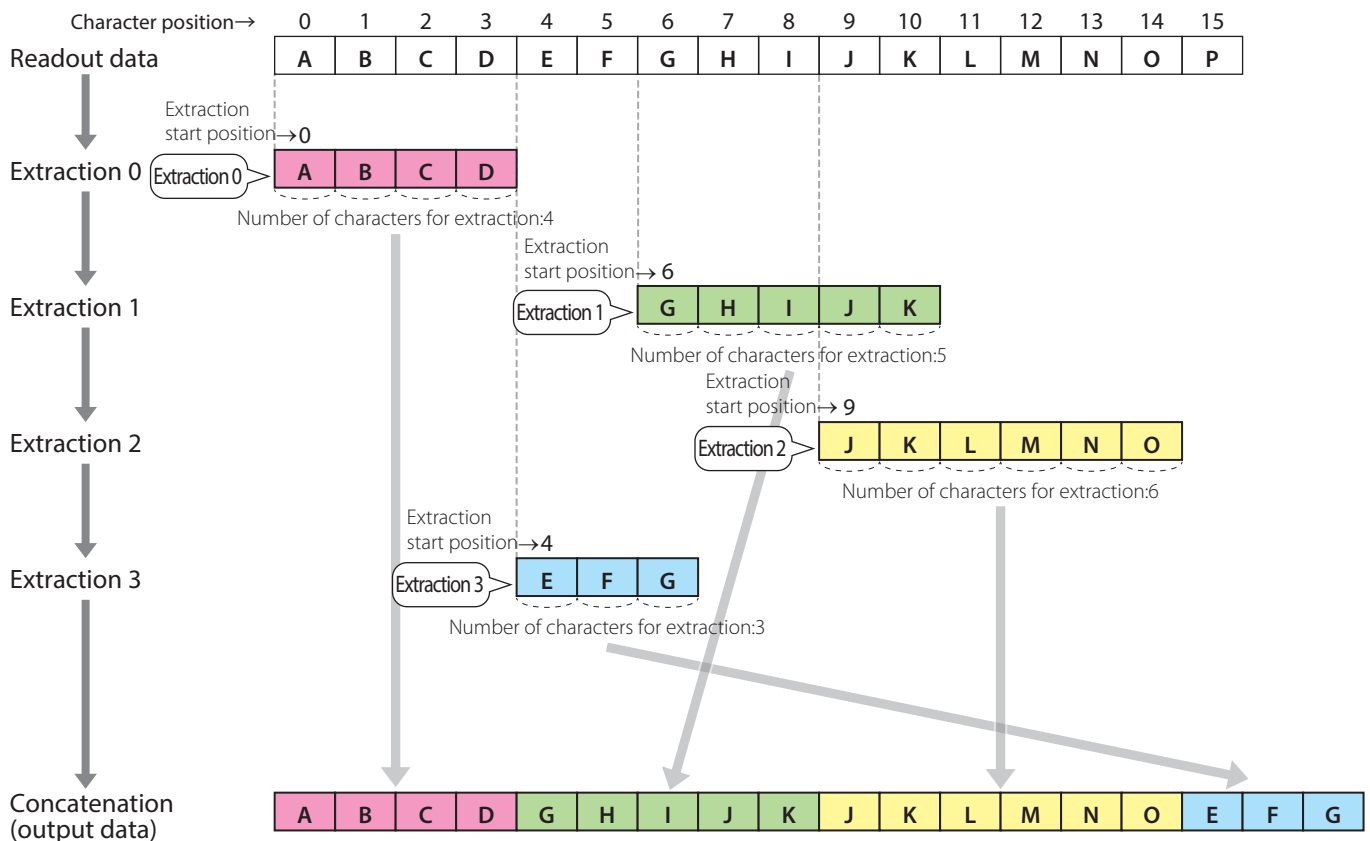 Character position→ 0 1 2 3 4 5 6 7 8 9 10 11 12 13 14 15
Readout data A B C D E F G H I J K L M N O P
Extraction
start position→0
Extraction 0 Extraction 0 A B C D
Number of characters for extraction:4
Extraction
start position→6
Extraction 1 Extraction 1 G H I J K
Number of characters for extraction:5
Extraction
start position→9
Extraction 2 Extraction 2 J K L M N O
Number of characters for extraction:6
Extraction
start position→4
Extraction 3 Extraction 3 E F G
Number of characters for extraction:3
Concatenation
(output data) A B C D G H I J K J K L M N O E F G